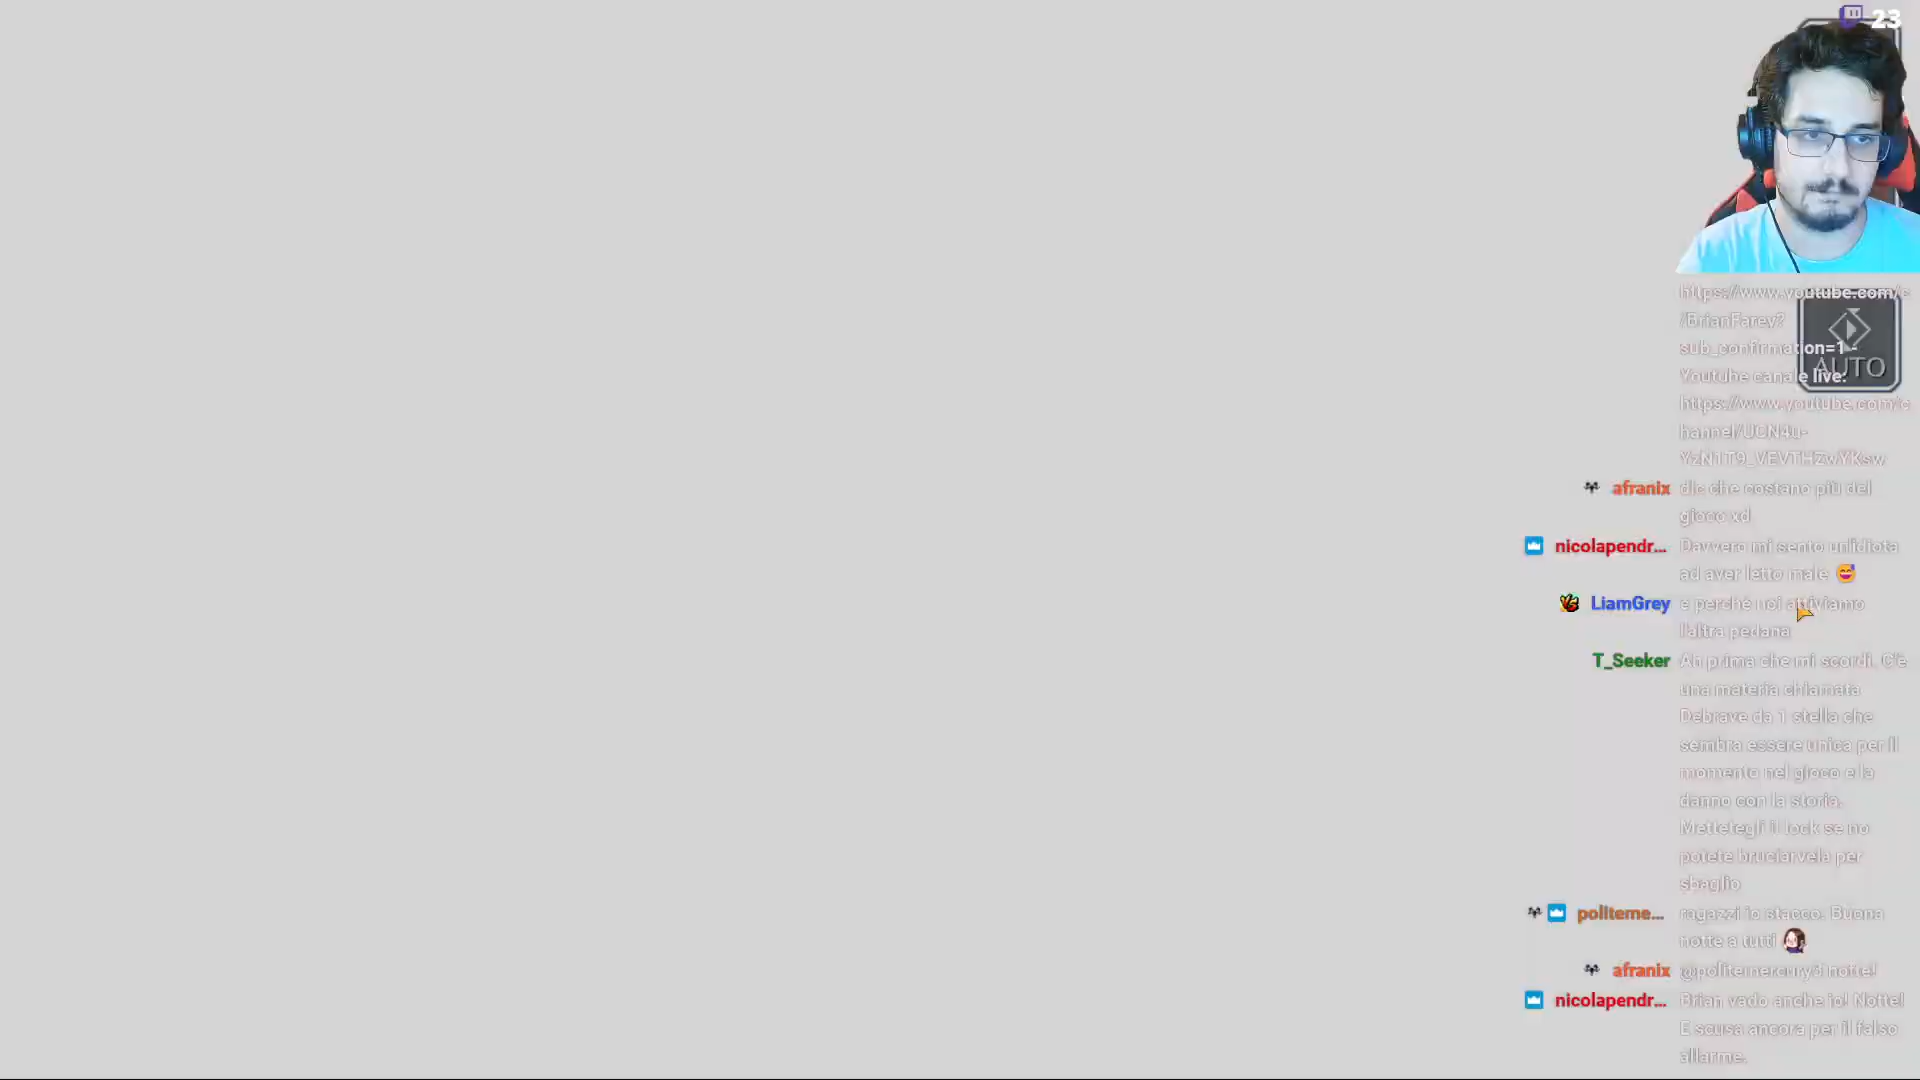 23
https://www.youtube.com/c
/BrianFarey?
sub_confirmation=1 -
Youtube canale live:
AUTO
https://www.youtube.com/c
hannel/UCN4u-
YzN1T9_VEVTHZwYKsw
afranix dlc che costano più del
gioco xd
nicolapendr... Davvero mi sento un'idiota
ad aver letto male
LiamGrey e perché uoi attiviamo
l'altra pedana
T_Seeker Ah prima che mi scordi. C'è
una materia chiamata
Debrave da 1 stella che
sembra essere unica per il
momento nel gioco e la
danno con la storia.
Mettetegli il lock se no
potete bruciarvela per
sbaglio
politeme... ragazzi io stacco. Buona
notte a tutti
afranix @politemercury3 notte!
nicolapendr... Brian vado anche io! Notte!
E scusa ancora per il falso
allarme.